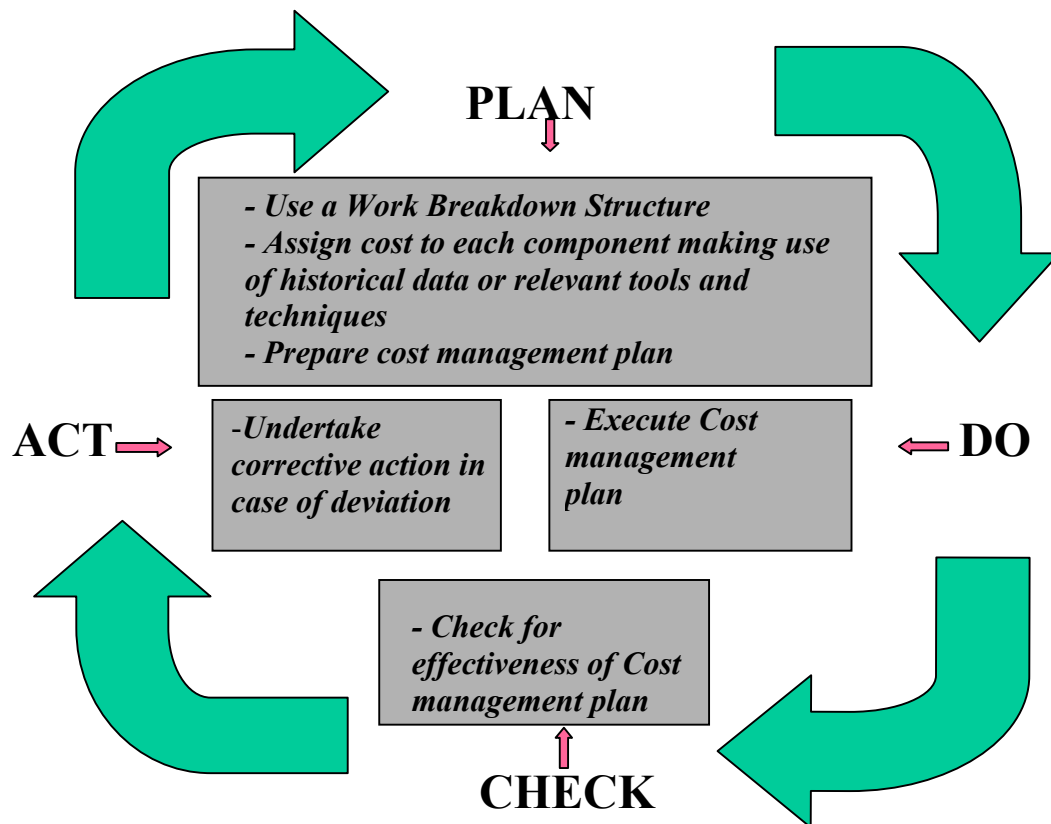 PLAN
- Use a Work Breakdown Structure
- Assign cost to each component making use
of historical data or relevant tools and
techniques
- Prepare cost management plan
ACT
-Undertake
corrective action in
case of deviation
- Execute Cost
management
plan
DO
- Check for
effectiveness of Cost
management plan
CHECK